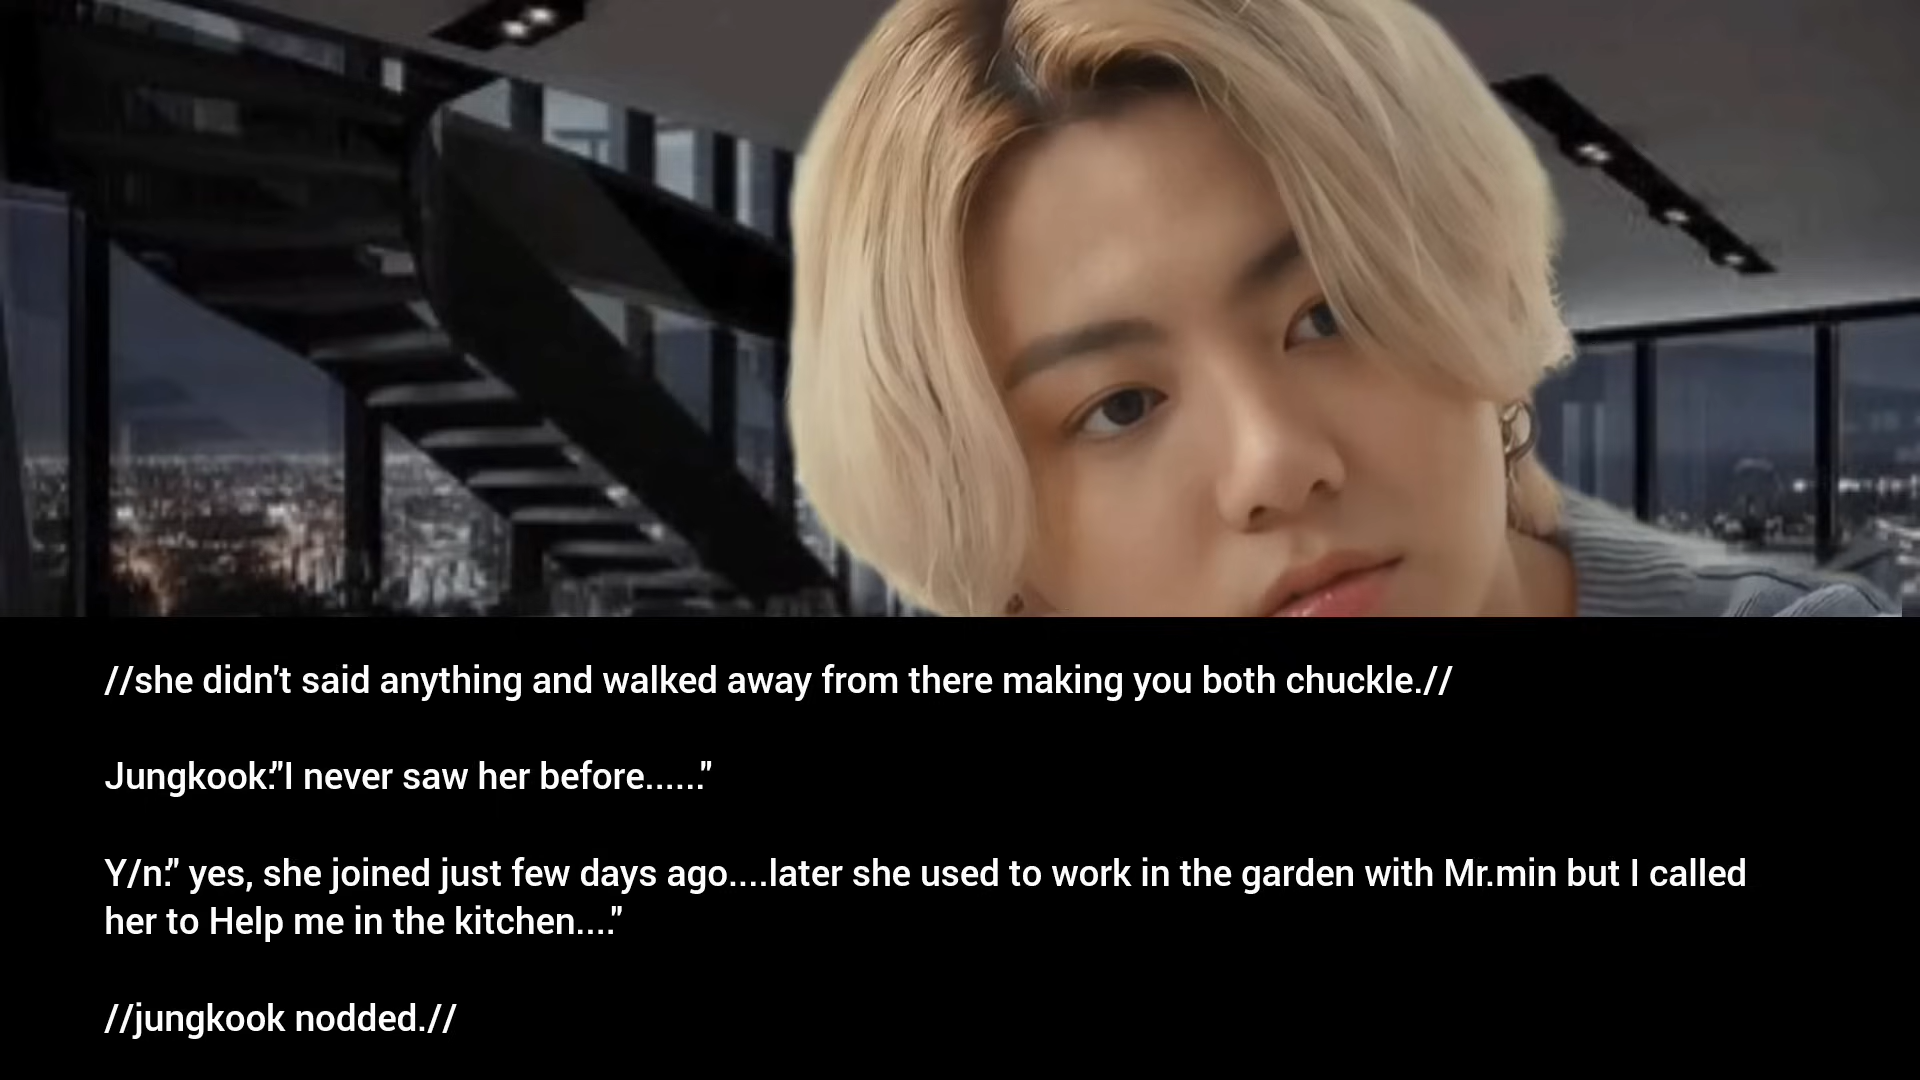 //she didn't said anything and walked away from there making you both chuckle.//
Jungkook:"I never saw her before......"
Y/n:" yes, she joined just few days ago....later she used to work in the garden with Mr.min but I called
her to Help me in the kitchen...."
//jungkook nodded.//